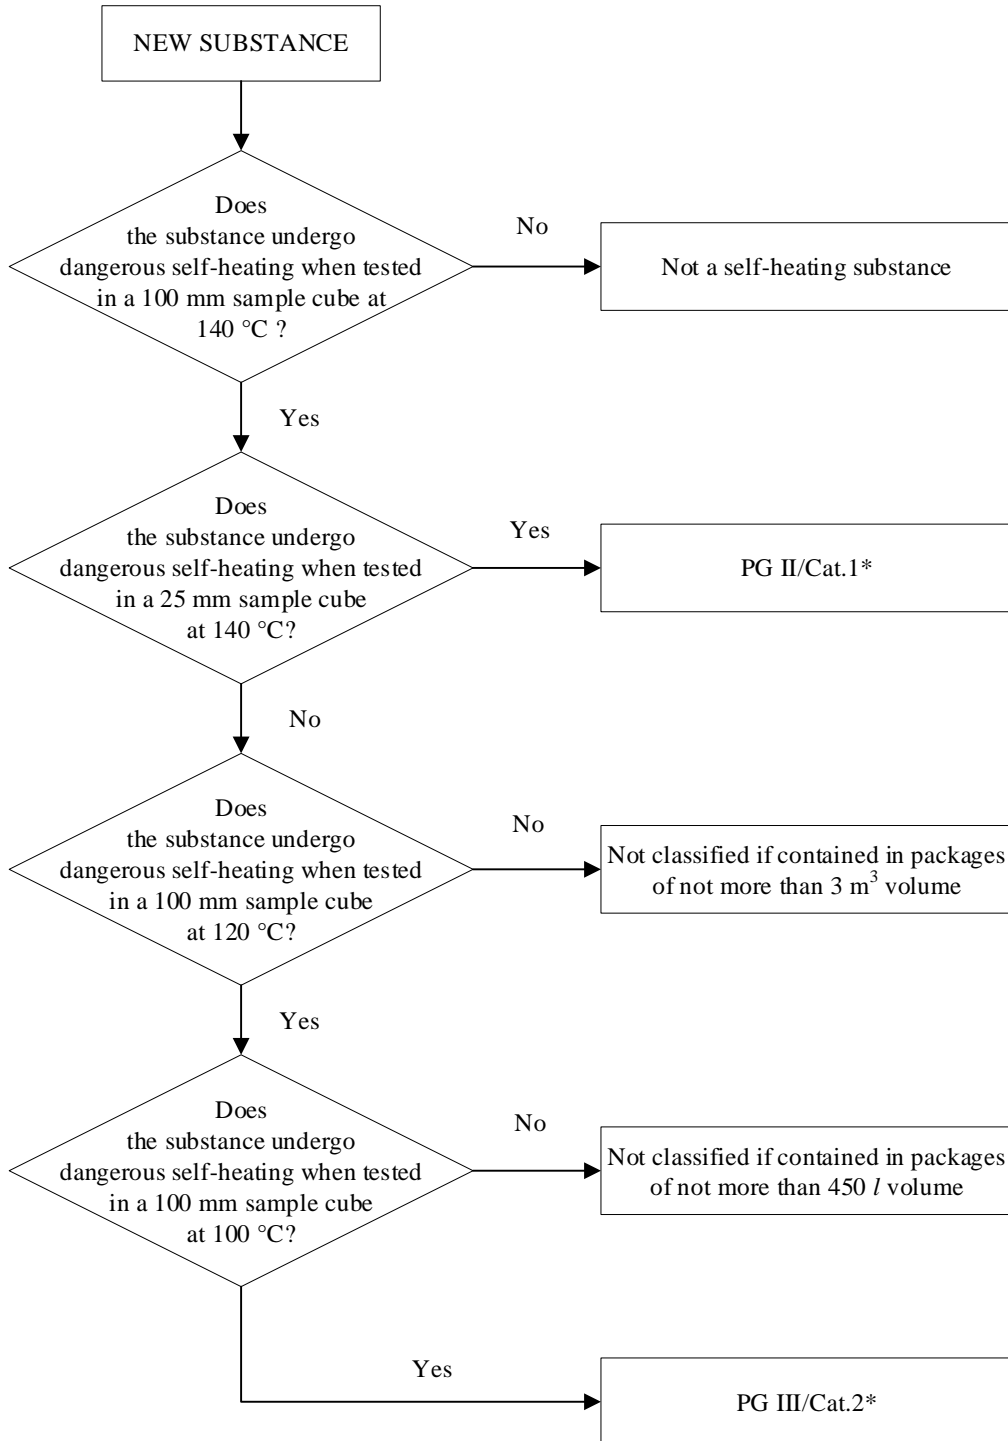 NEW SUBSTANCE
Does
the substance undergo
dangerous self-heating when tested
in a 100 mm sample cube at
140 °C ?
No
Not a self-heating substance
Yes
Does
the substance undergo
dangerous self-heating when tested
in a 25 mm sample cube
at 140 °C?
Yes
PG II/Cat.1*
No
Does
the substance undergo
dangerous self-heating when tested
in a 100 mm sample cube
at 120 °C?
No
Not classified if contained in packages
of not more than 3 m³ volume
Yes
Does
the substance undergo
dangerous self-heating when tested
in a 100 mm sample cube
at 100 °C?
No
Not classified if contained in packages
of not more than 450 l volume
Yes
PG III/Cat.2*